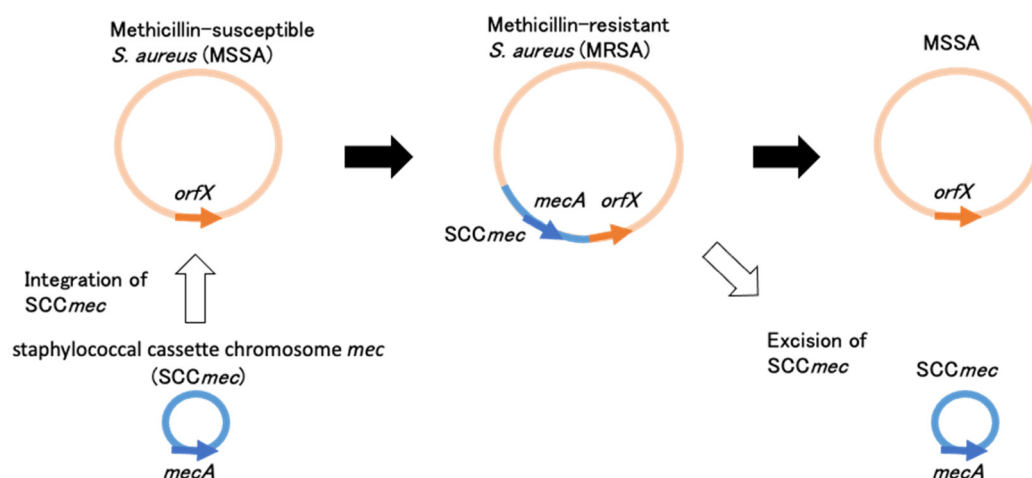 Methicillin-susceptible
S. aureus (MSSA)
orfX
Integration of
SCCmec
staphylococcal cassette chromosome mec
(SCCmec)
mecA
Methicillin-resistant
S. aureus (MRSA)
mecA orfX
SCCmec
MSSA
orfX
Excision of
SCCmec
SCCmec
mecA